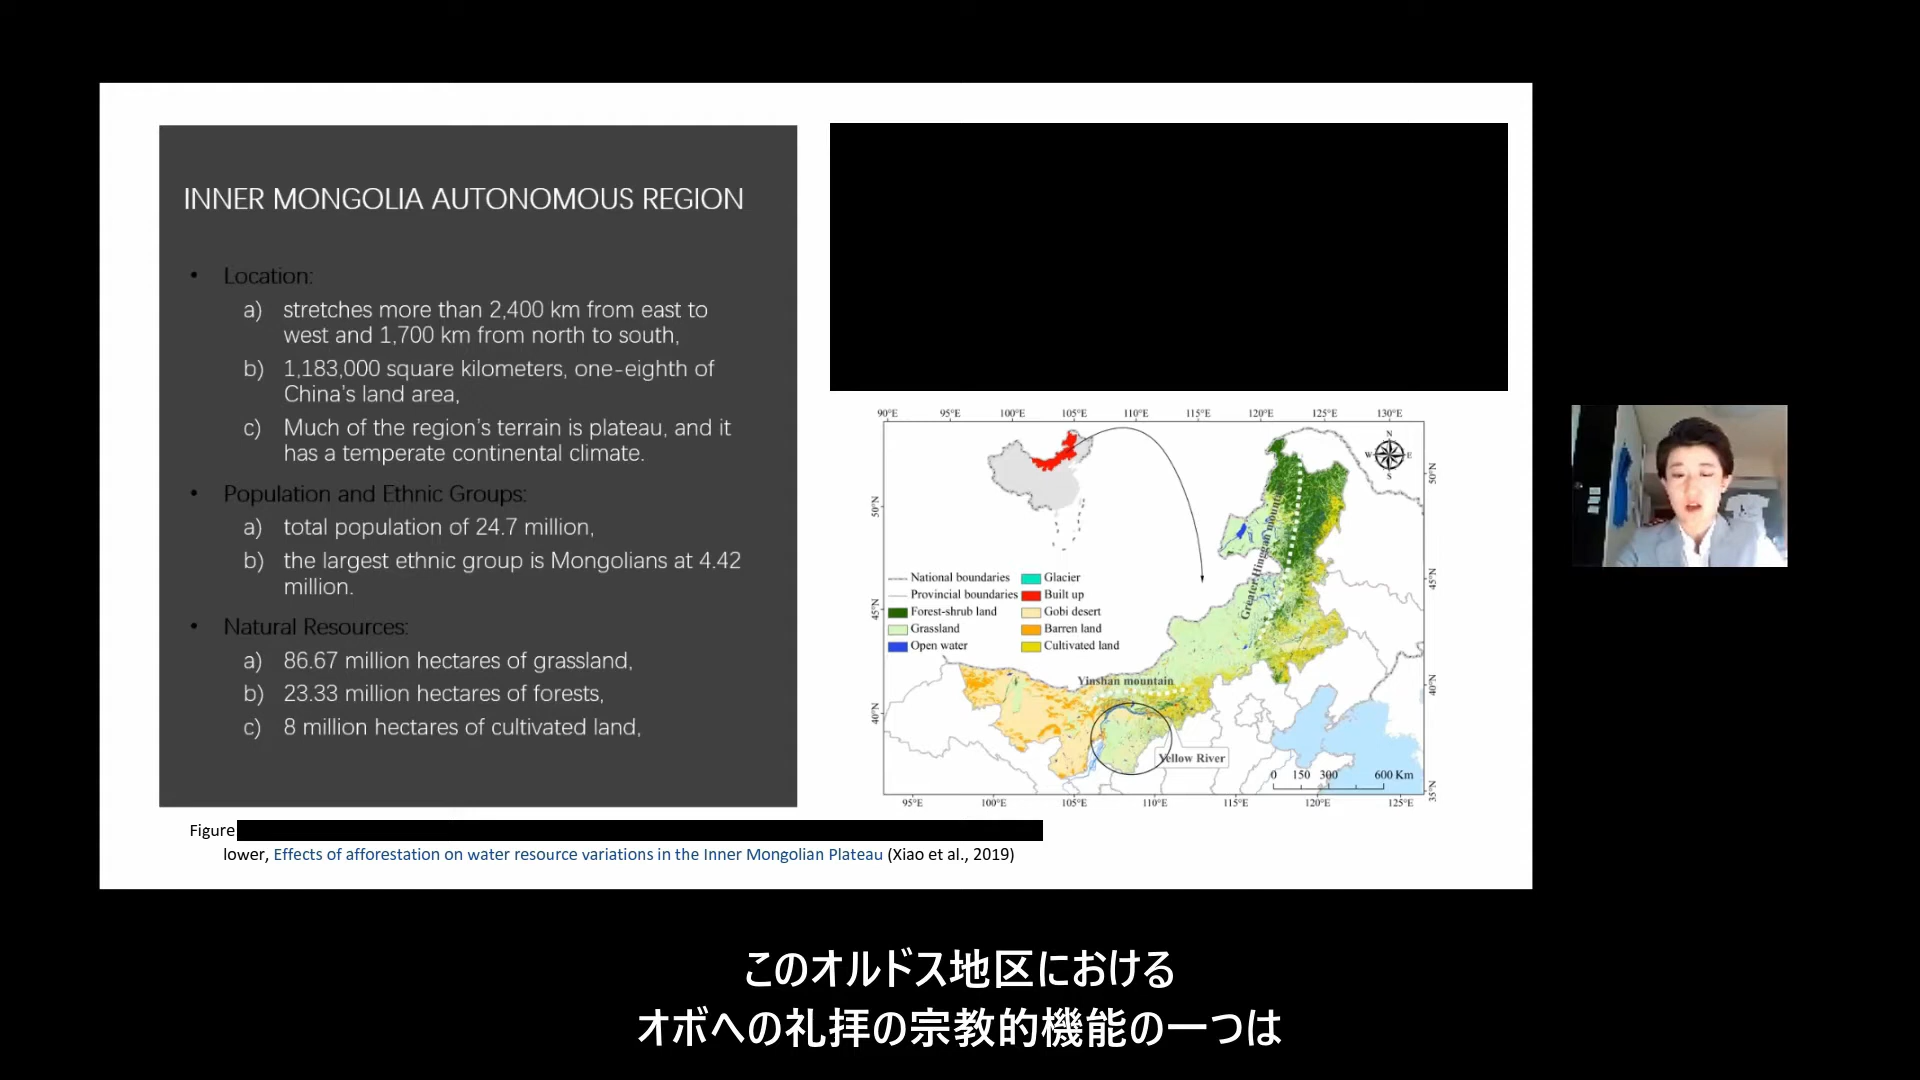 INNER MONGOLIA AUTONOMOUS REGION
• Location:
a) stretches more than 2,400 km from east to
west and 1,700 km from north to south,
b) 1,183,000 square kilometers, one-eighth of
China's land area,
c) Much of the region's terrain is plateau, and it
has a temperate continental climate.
• Population and Ethnic Groups:
a) total population of 24.7 million,
b) the largest ethnic group is Mongolians at 4.42
million.
• Natural Resources:
a) 86.67 million hectares of grassland,
b) 23.33 million hectares of forests,
c) 8 million hectares of cultivated land,
90°E 95°E 100°E 105°E 110°E 115°E 120°E 125°E 130°E
N
W E
S
50°N
50°N
Greater Hinggan mount
National boundaries
Provincial boundaries
Forest-shrub land
Grassland
Open water
Glacier
Built up
Gobi desert
Barren land
Cultivated land
45°N
45°N
Yinshan mountain
40°N
40°N
Yellow River
0 150 300 600 Km
35°N
95°E 100°E 105°E 110°E 115°E 120°E 125°E
Figure
lower, Effects of afforestation on water resource variations in the Inner Mongolian Plateau (Xiao et al., 2019)
このオルドス地区における
オボへの礼拝の宗教的機能の一つは